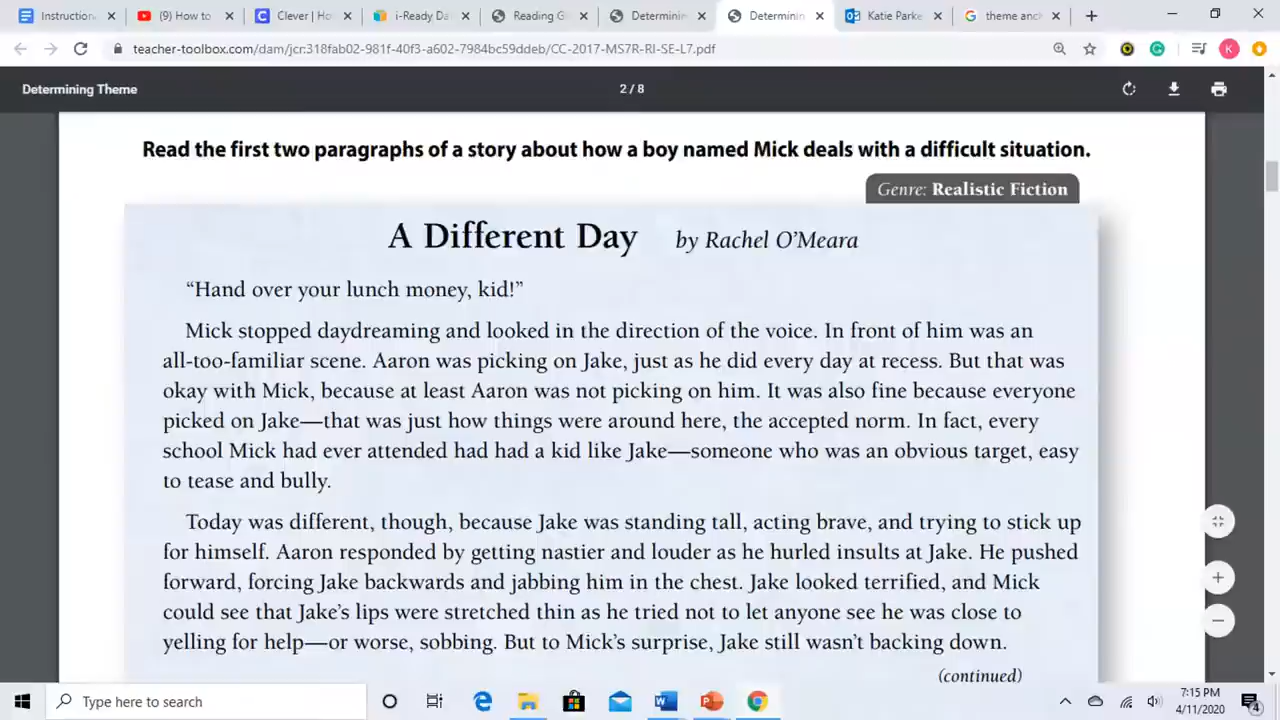 Instruction
(9) How to
Clever | Ho
i-Ready Da
Reading G
Determinin
Determinin
Katie Parke
theme anc
teacher-toolbox.com/dam/jcr:318fab02-981f-40f3-a602-7984bc59ddeb/CC-2017-MS7R-RI-SE-L7.pdf
K
Determining Theme
2 / 8
Read the first two paragraphs of a story about how a boy named Mick deals with a difficult situation.
Genre: Realistic Fiction
A Different Day by Rachel O’Meara
“Hand over your lunch money, kid!”
Mick stopped daydreaming and looked in the direction of the voice. In front of him was an
all-too-familiar scene. Aaron was picking on Jake, just as he did every day at recess. But that was
okay with Mick, because at least Aaron was not picking on him. It was also fine because everyone
picked on Jake—that was just how things were around here, the accepted norm. In fact, every
school Mick had ever attended had had a kid like Jake—someone who was an obvious target, easy
to tease and bully.
Today was different, though, because Jake was standing tall, acting brave, and trying to stick up
for himself. Aaron responded by getting nastier and louder as he hurled insults at Jake. He pushed
forward, forcing Jake backwards and jabbing him in the chest. Jake looked terrified, and Mick
could see that Jake’s lips were stretched thin as he tried not to let anyone see he was close to
yelling for help—or worse, sobbing. But to Mick’s surprise, Jake still wasn’t backing down.
(continued)
Type here to search
7:15 PM
4/11/2020
4